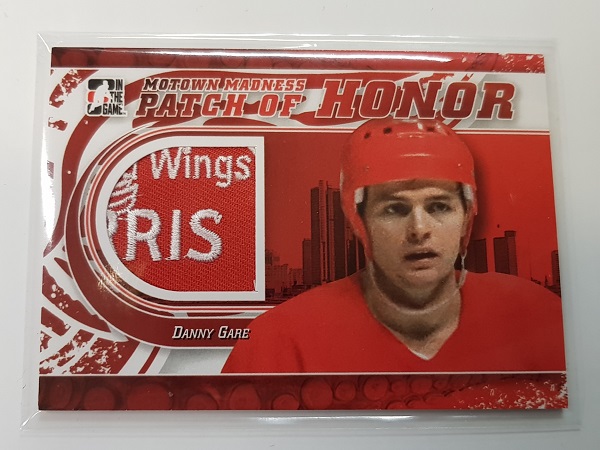 IN
THE
GAME
MOTOWN MADNESS
PATCH OF HONOR
Wings
RIS
DANNY GARE